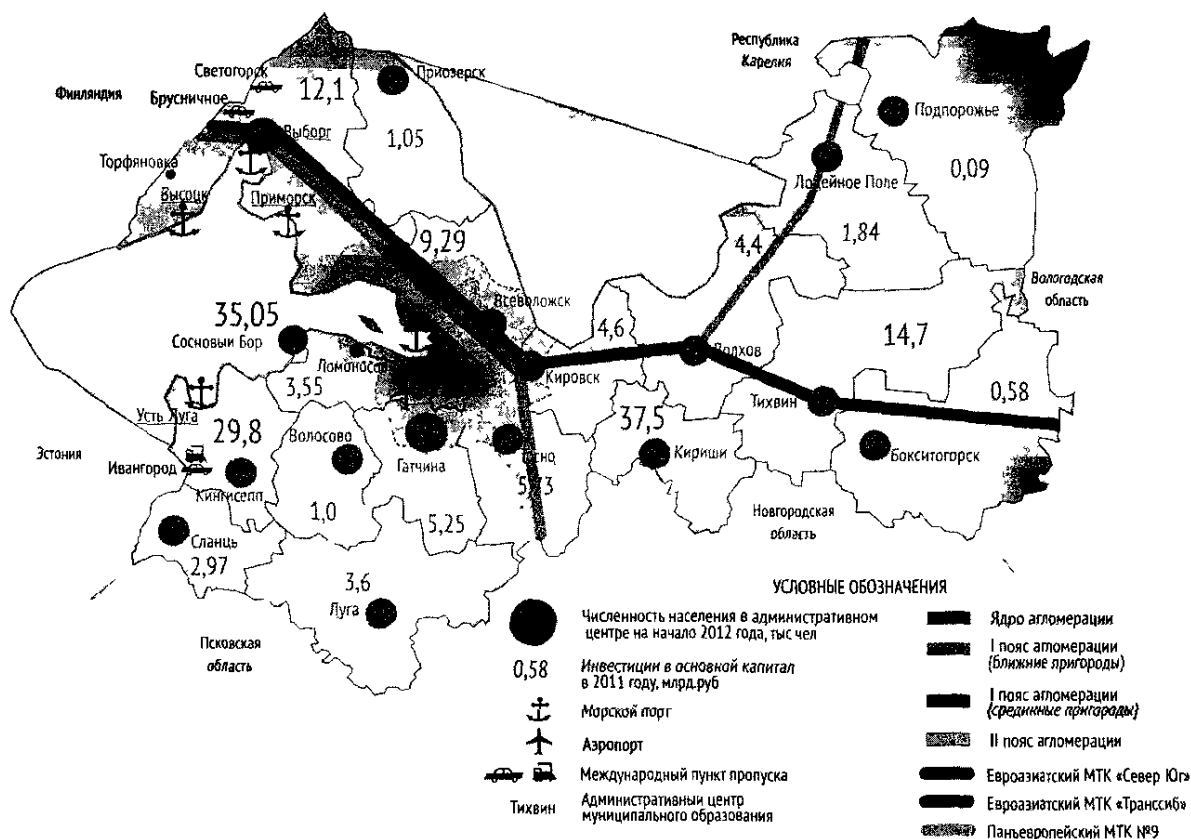 Республика
Карелия
Светогорск
Приозерск
Финляндия
Брусничное
12,1
Подпорожье
Выборг
1,05
Торфяновка
0,09
Лодейное Поле
Высоцк
Приморск
9,29
4,4
1,84
Вологодская
область
Всеволожск
35,05
4,6
14,7
Сосновый Бор
Волхов
Ломоносов
Кировск
3,55
0,58
Тихвин
Усть Луга
29,8
37,5
Волосово
Эстония
Ивангород
Гатчина
Кириши
Бокситогорск
Кингисепп
1,0
5,25
Новгородская
область
Сланцы
2,97
3,6
Луга
Псковская
область
УСЛОВНЫЕ ОБОЗНАЧЕНИЯ
Численность населения в административном
центре на начало 2012 года, тыс чел
0,58
Инвестиции в основной капитал
в 2011 году, млрд.руб
Морской порт
Аэропорт
Международный пункт пропуска
Тихвин
Административный центр
муниципального образования
Ядро агломерации
I пояс агломерации
(ближние пригороды)
I пояс агломерации
(срединные пригороды)
II пояс агломерации
Евроазиатский МТК «Север Юг»
Евроазиатский МТК «Транссиб»
Панъевропейский МТК №9